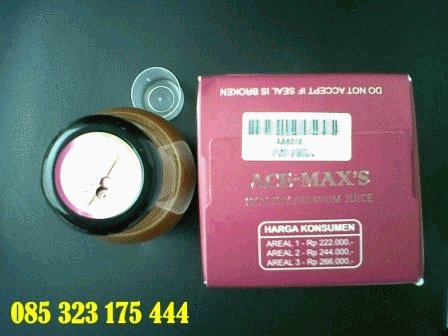 DO NOT ACCEPT IF SEAL IS
BROKEN
ACE-MAX'S
HEALTHY PREMIUM JUICE
HARGA KONSUMEN
AREAL 1 - Rp 222.000,-
AREAL 2 - Rp 244.000,-
AREAL 3 - Rp 266.000,-
085 323 175 444